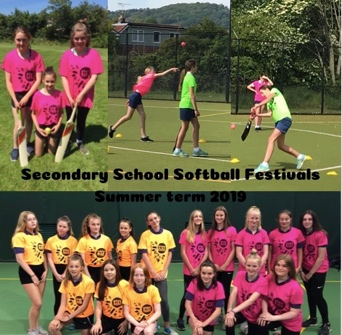 Secondary School Softball Festivals
Summer term 2019